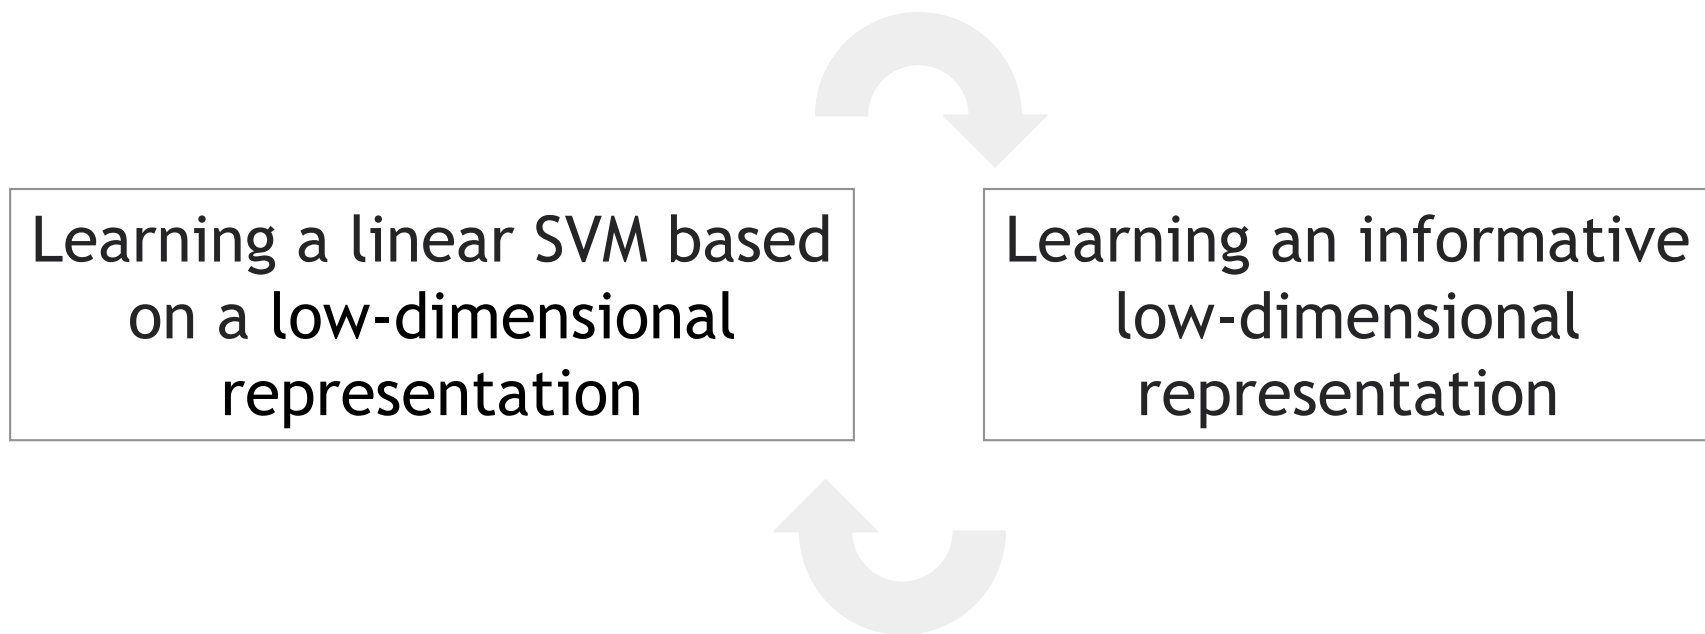 Learning a linear SVM based
on a low-dimensional
representation
Learning an informative
low-dimensional
representation